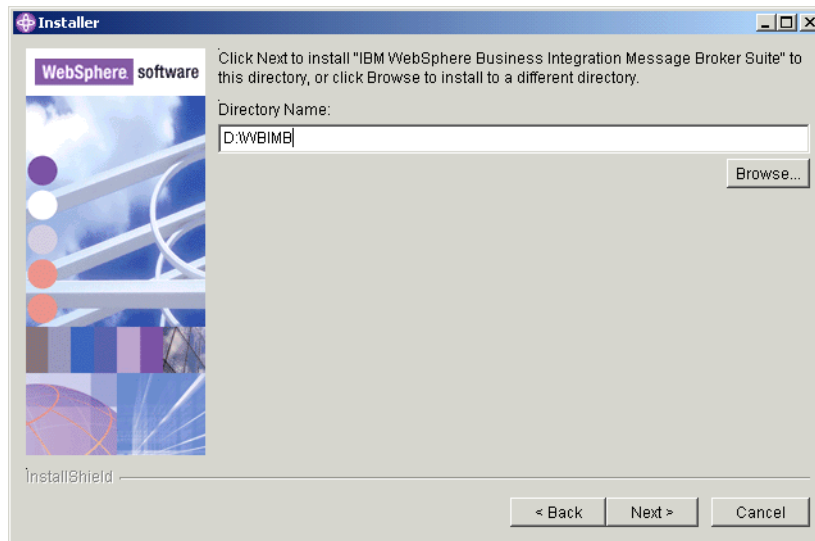 Installer
WebSphere software
Click Next to install "IBM WebSphere Business Integration Message Broker Suite" to
this directory, or click Browse to install to a different directory.
Directory Name:
D:\WBIMB
Browse...
InstallShield
< Back
Next >
Cancel